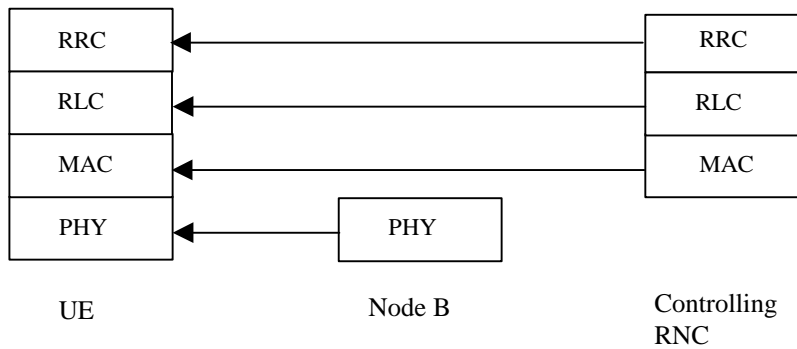 RRC
RRC
RLC
RLC
MAC
MAC
PHY
PHY
UE
Node B
Controlling
RNC